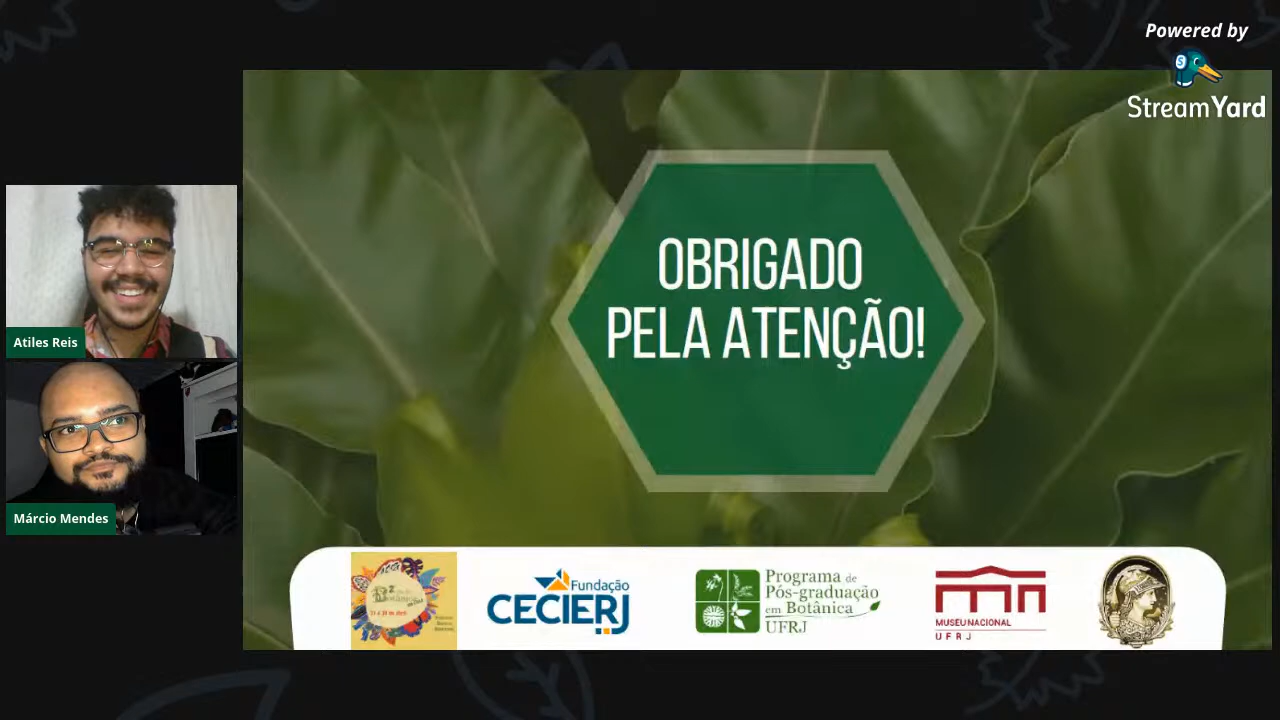 Powered by
StreamYard
Atiles Reis
Márcio Mendes
OBRIGADO
PELA ATENÇÃO!
Fundação
CECIERJ
Programa de
Pós-graduação
em Botânica
UFRJ
MUSEU NACIONAL
UFRJ